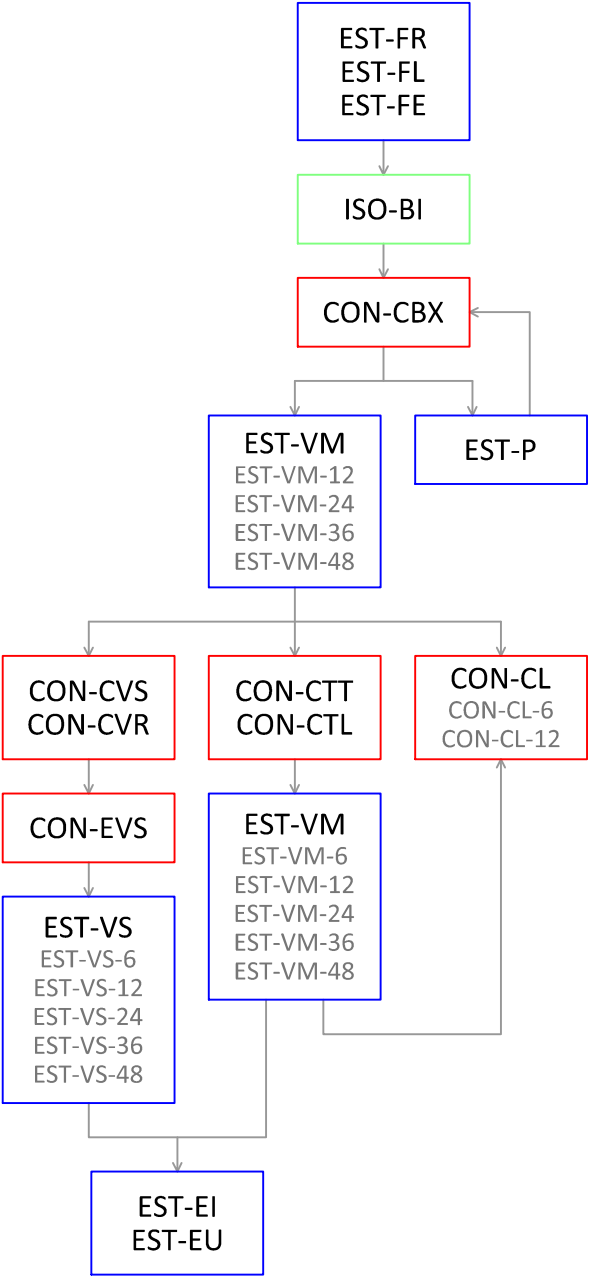 EST-FR
EST-FL
EST-FE
ISO-BI
CON-CBX
EST-VM
EST-VM-12
EST-VM-24
EST-VM-36
EST-VM-48
EST-P
CON-CVS
CON-CVR
CON-CTT
CON-CTL
CON-CL
CON-CL-6
CON-CL-12
CON-EVS
EST-VM
EST-VM-6
EST-VM-12
EST-VM-24
EST-VM-36
EST-VM-48
EST-VS
EST-VS-6
EST-VS-12
EST-VS-24
EST-VS-36
EST-VS-48
EST-EI
EST-EU